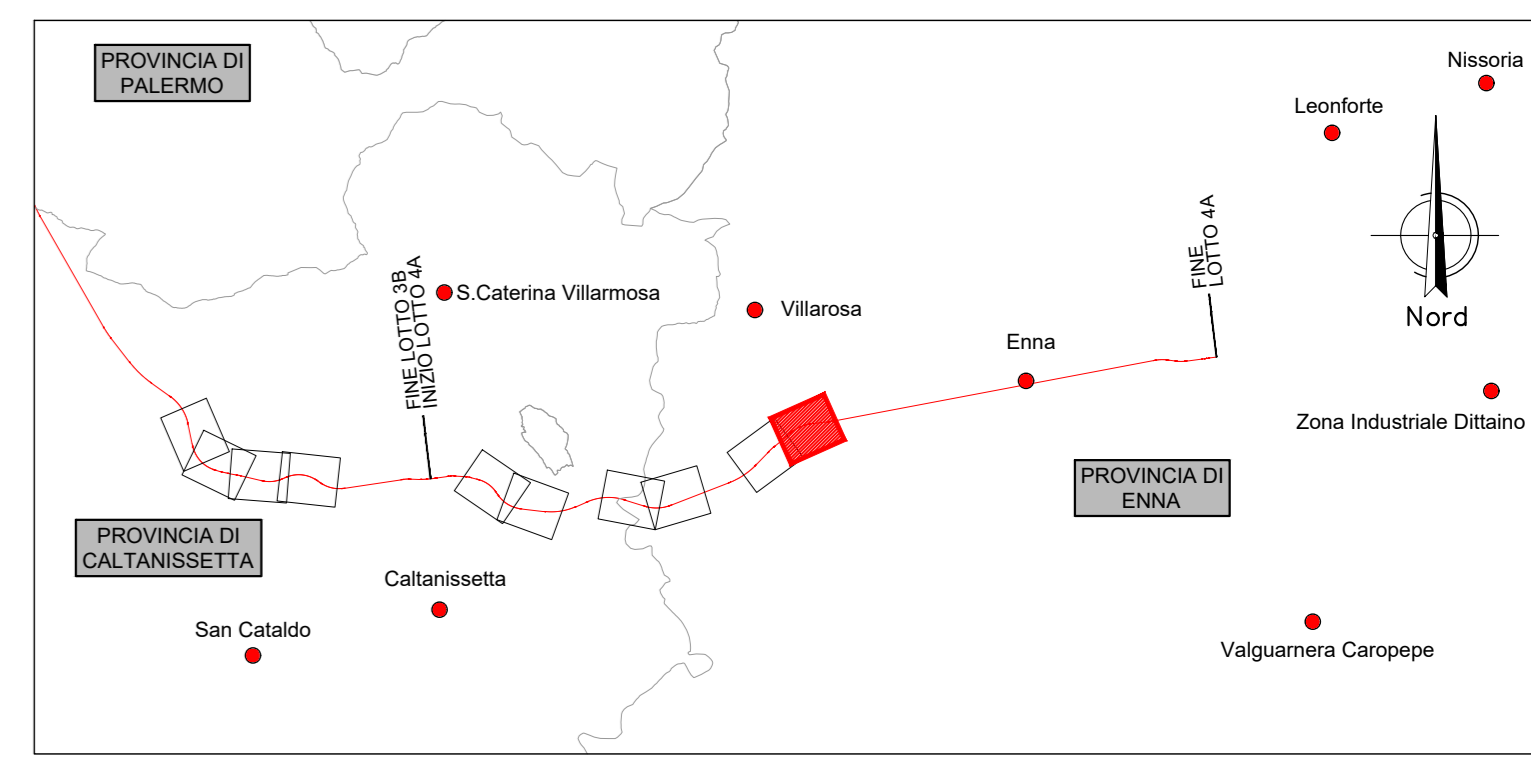 PROVINCIA DI
PALERMO
Nissoria
Leonforte
Nord
FINE
LOTTO 4A
FINE LOTTO 3B
INIZIO LOTTO 4A
S.Caterina Villarmosa
Villarosa
Enna
Zona Industriale Dittaino
PROVINCIA DI
ENNA
PROVINCIA DI
CALTANISSETTA
Caltanissetta
San Cataldo
Valguarnera Caropepe